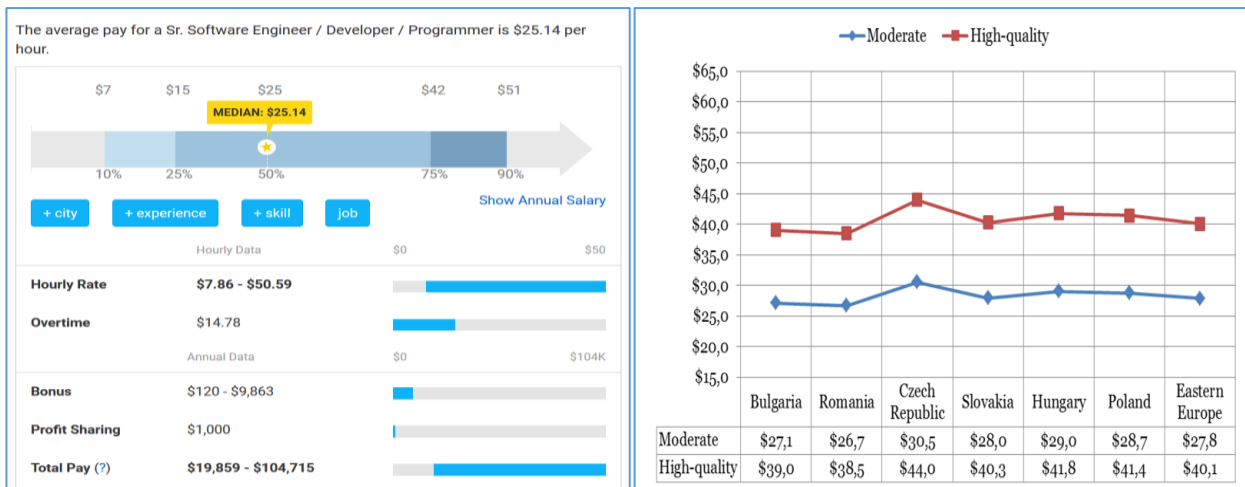 The average pay for a Sr. Software Engineer / Developer / Programmer is $25.14 per
hour.
$7 $15 $25 $42 $51
MEDIAN: $25.14
10% 25% 50% 75% 90%
Show Annual Salary
+ city + experience + skill job
Hourly Data $0 $50
Hourly Rate $7.86 - $50.59
Overtime $14.78
Annual Data $0 $104K
Bonus $120 - $9,863
Profit Sharing $1,000
Total Pay (?) $19,859 - $104,715
Moderate High-quality
$65,0
$60,0
$55,0
$50,0
$45,0
$40,0
$35,0
$30,0
$25,0
$20,0
$15,0
Bulgaria Romania Czech Republic Slovakia Hungary Poland Eastern Europe
Moderate $27,1 $26,7 $30,5 $28,0 $29,0 $28,7 $27,8
High-quality $39,0 $38,5 $44,0 $40,3 $41,8 $41,4 $40,1